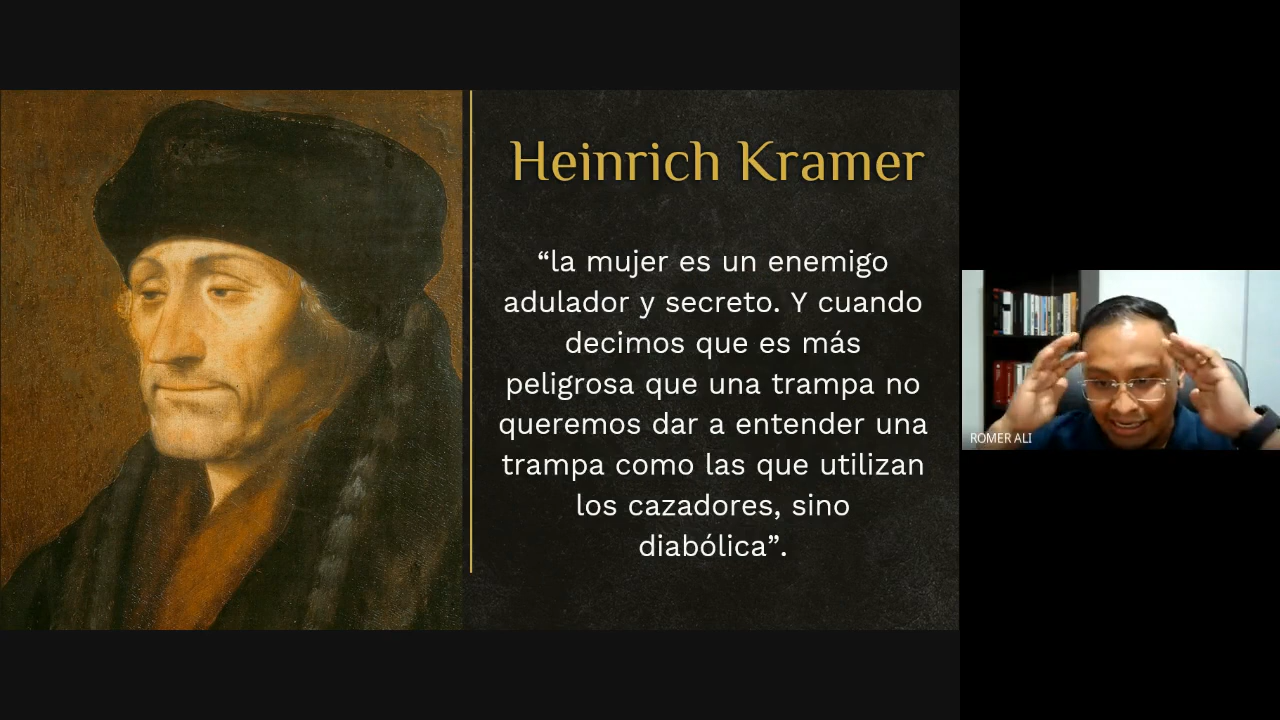 Heinrich Kramer
“la mujer es un enemigo
adulador y secreto. Y cuando
decimos que es más
peligrosa que una trampa no
queremos dar a entender una
trampa como las que utilizan
los cazadores, sino
diabólica”.
ROMER ALI